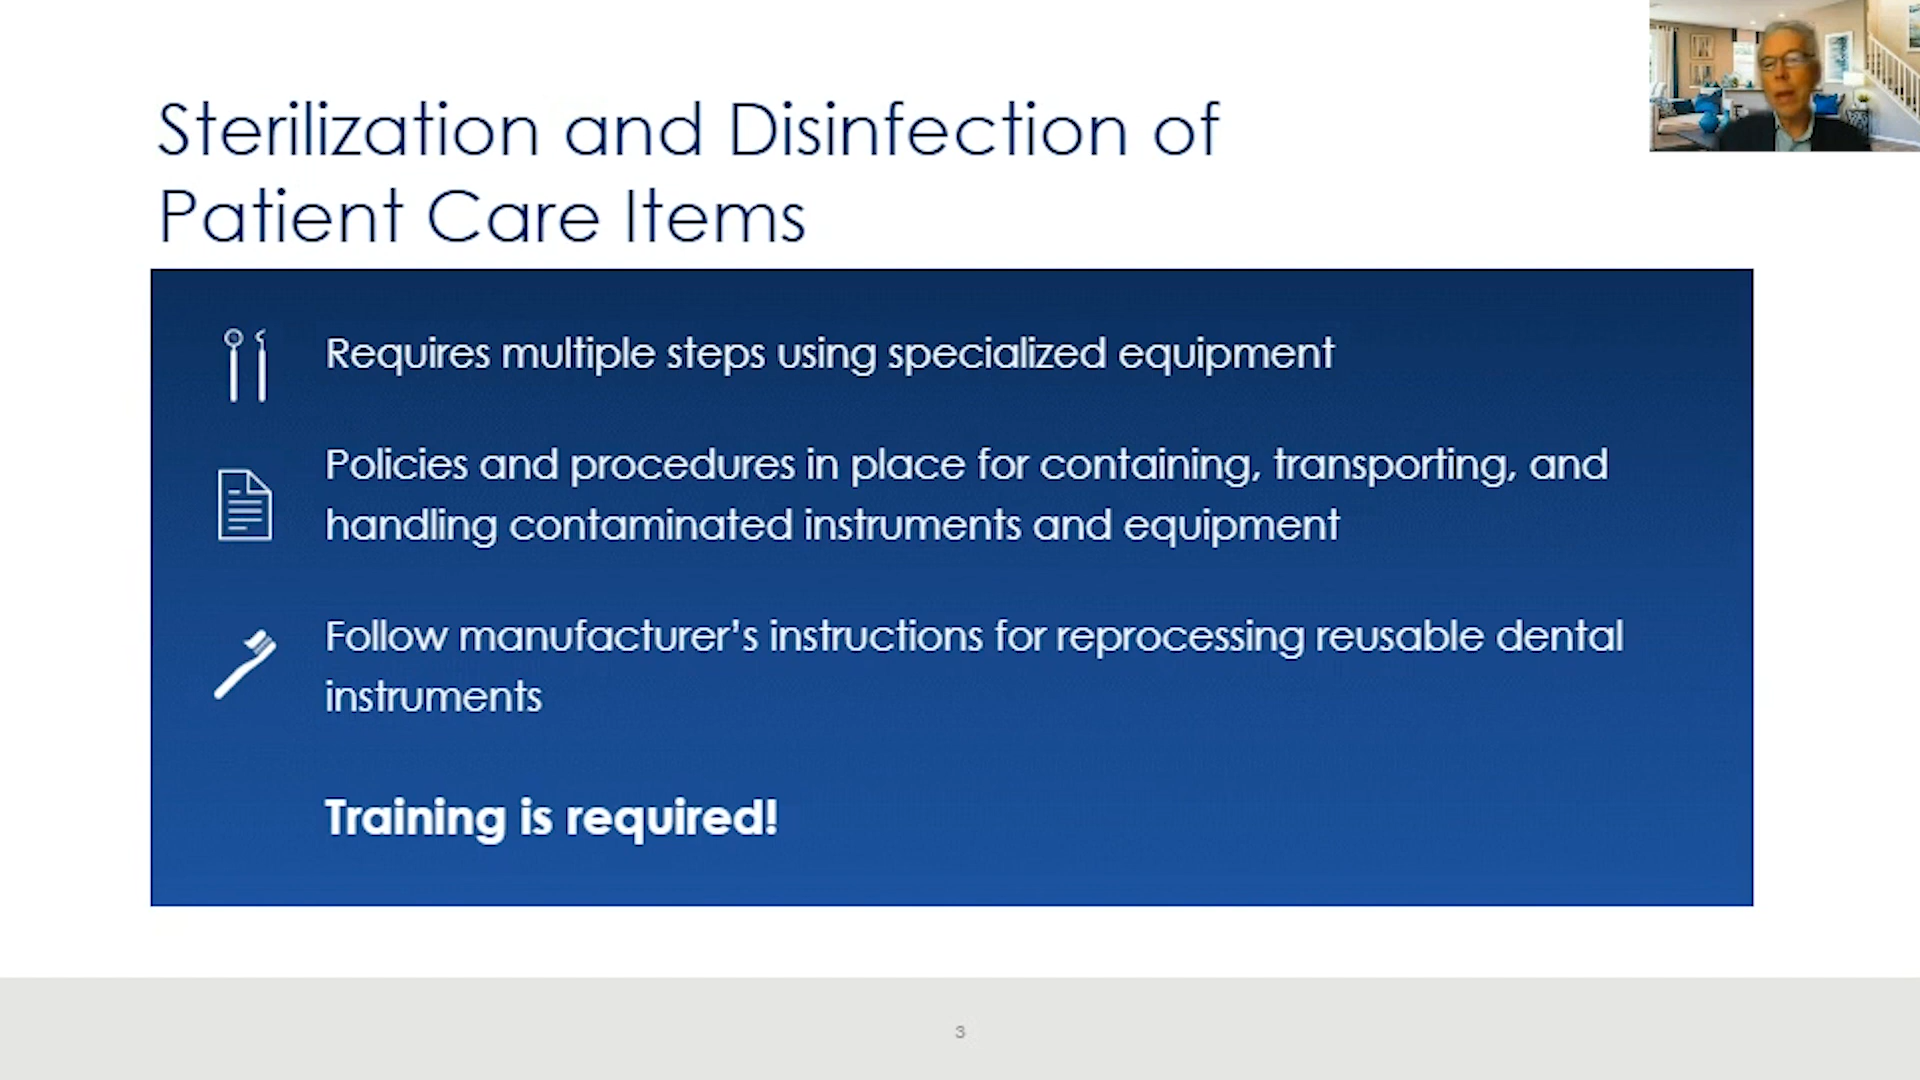 Sterilization and Disinfection of
Patient Care Items
Requires multiple steps using specialized equipment
Policies and procedures in place for containing, transporting, and
handling contaminated instruments and equipment
Follow manufacturer’s instructions for reprocessing reusable dental
instruments
Training is required!
3